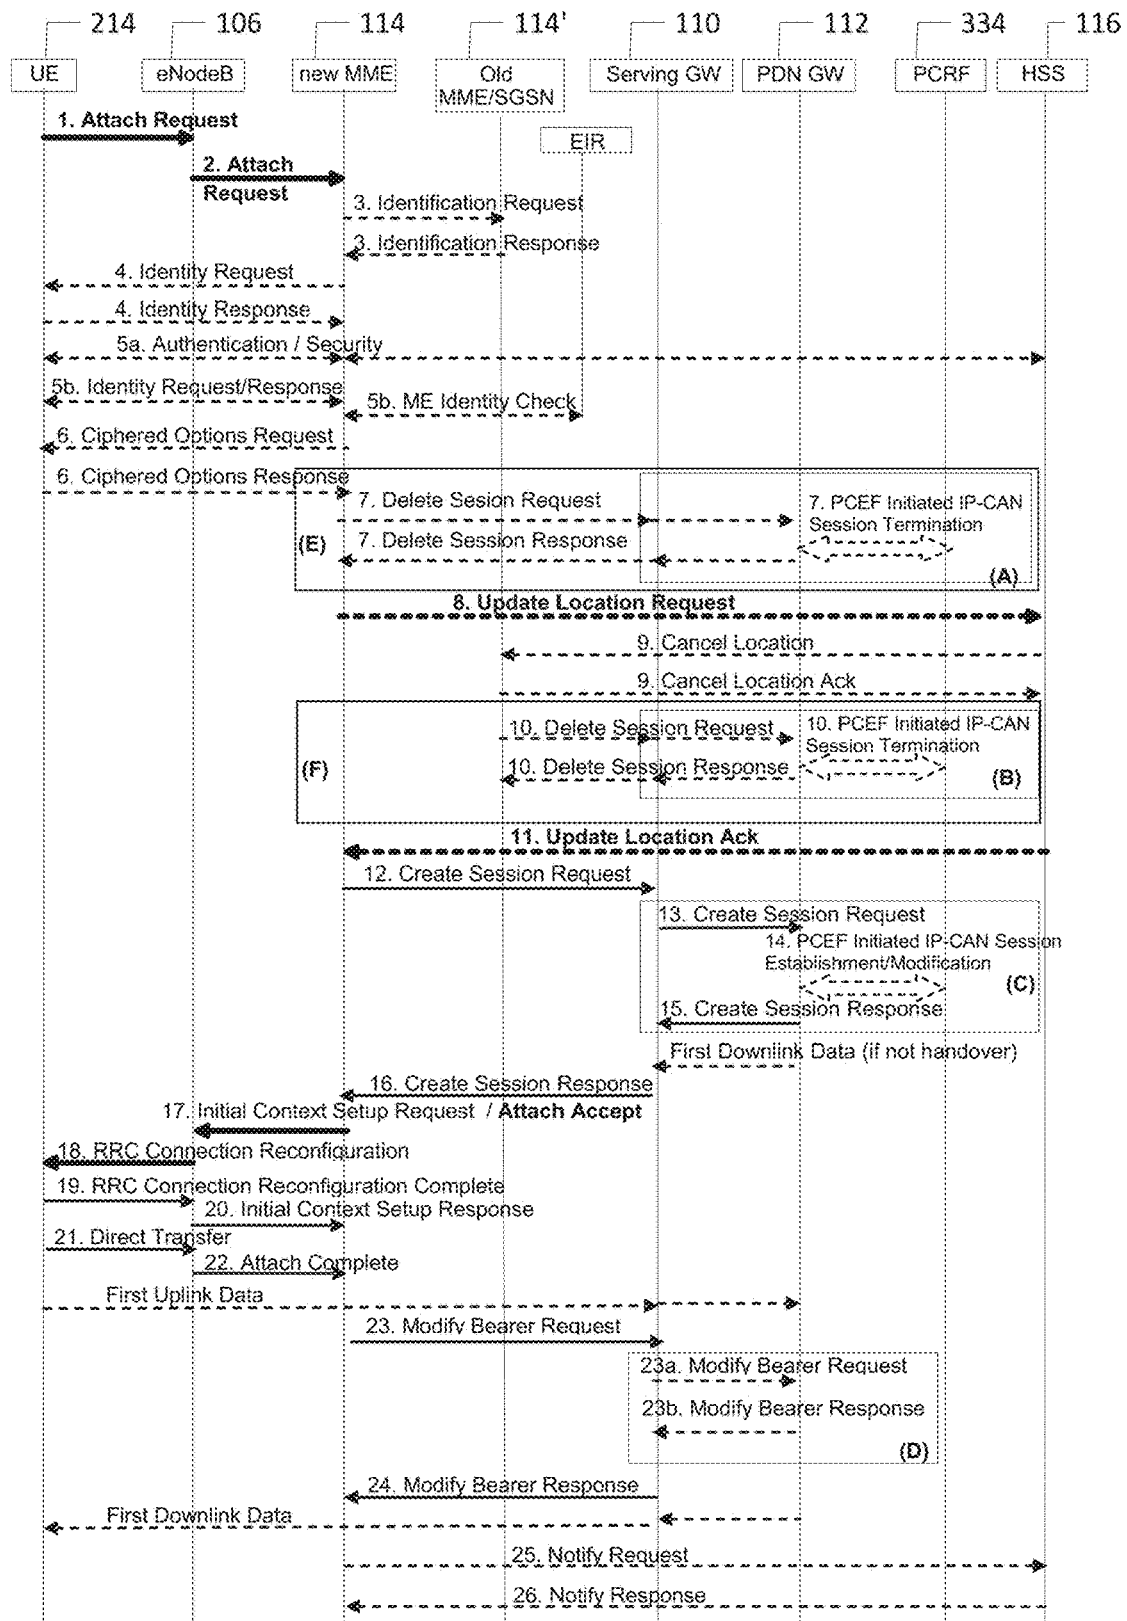 214 106 114 114' 110 112 334 116
UE eNodeB new MME Old Serving GW PDN GW PCRF HSS
MME/SGSN
EIR
1. Attach Request
2. Attach
Request
3. Identification Request
3. Identification Response
4. Identity Request
4. Identity Response
5a. Authentication / Security
5b. Identity Request/Response
5b. ME Identity Check
6. Ciphered Options Request
6. Ciphered Options Response
7. Delete Sesion Request
7. PCEF Initiated IP-CAN
Session Termination
(E)
7. Delete Session Response
(A)
8. Update Location Request
9. Cancel Location
9. Cancel Location Ack
10. Delete Session Request
10. PCEF Initiated IP-CAN
Session Termination
(F)
10. Delete Session Response
(B)
11. Update Location Ack
12. Create Session Request
13. Create Session Request
14. PCEF Initiated IP-CAN Session
Establishment/Modification
(C)
15. Create Session Response
First Downlink Data (if not handover)
16. Create Session Response
17. Initial Context Setup Request / Attach Accept
18. RRC Connection Reconfiguration
19. RRC Connection Reconfiguration Complete
20. Initial Context Setup Response
21. Direct Transfer
22. Attach Complete
First Uplink Data
23. Modify Bearer Request
23a. Modify Bearer Request
23b. Modify Bearer Response
(D)
24. Modify Bearer Response
First Downlink Data
25. Notify Request
26. Notify Response